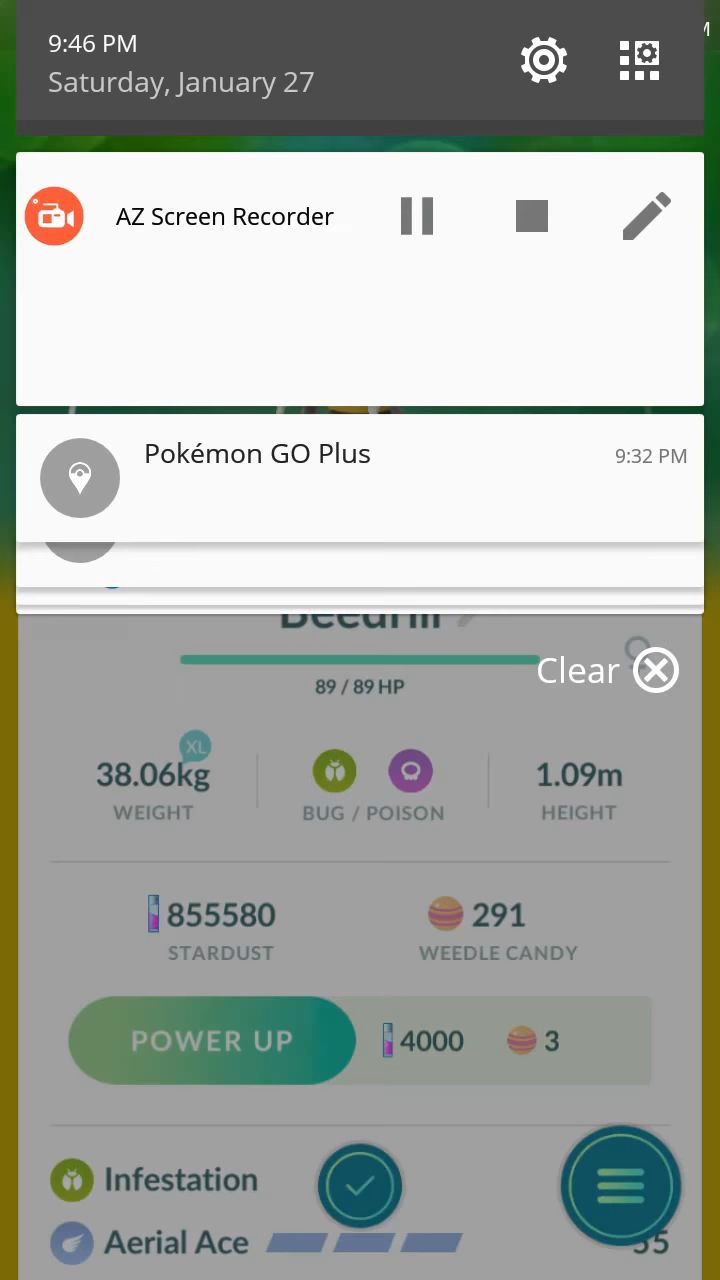 9:46 PM
Saturday, January 27
AZ Screen Recorder
Pokémon GO Plus
9:32 PM
Beedrill
Clear
89 / 89 HP
XL
38.06kg
1.09m
WEIGHT
BUG / POISON
HEIGHT
855580
291
STARDUST
WEEDLE CANDY
POWER UP
4000
3
Infestation
Aerial Ace
55